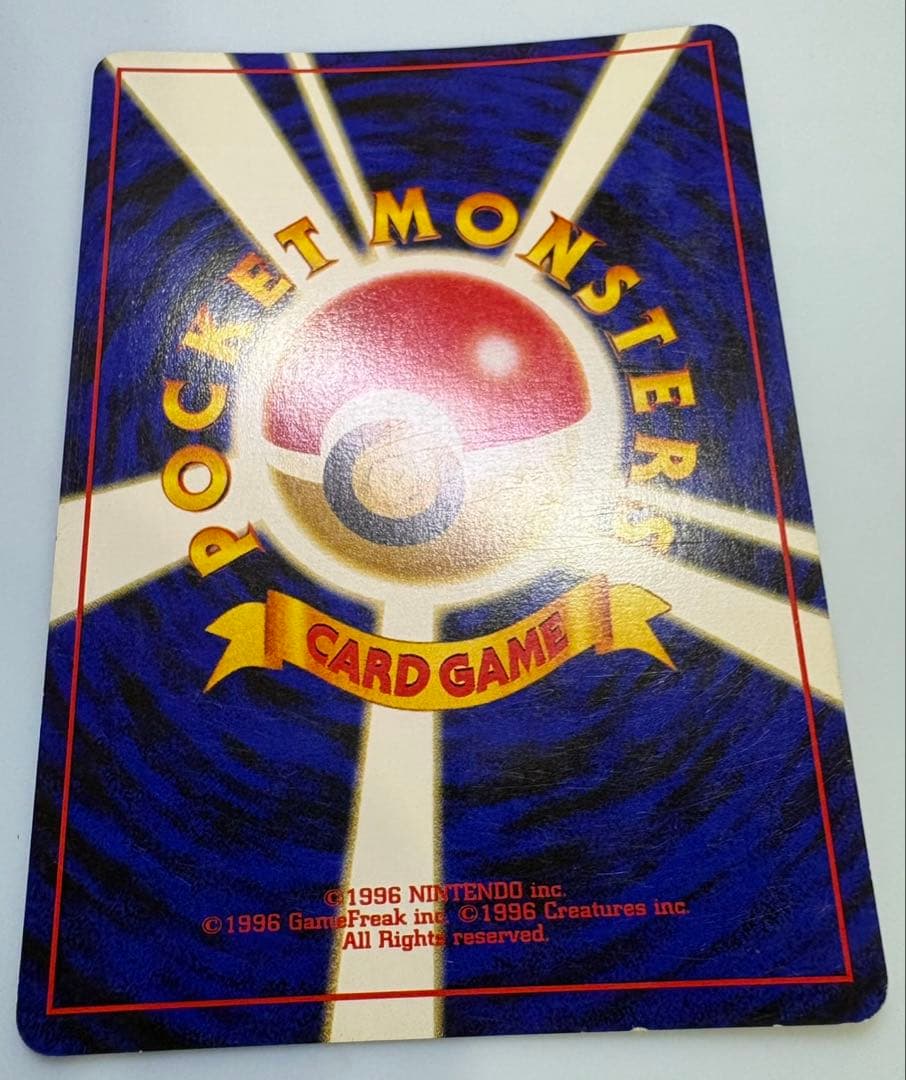 POCKET MONSTERS
CARD GAME
©1996 NINTENDO inc.
©1996 GameFreak inc. ©1996 Creatures inc.
All Rights reserved.